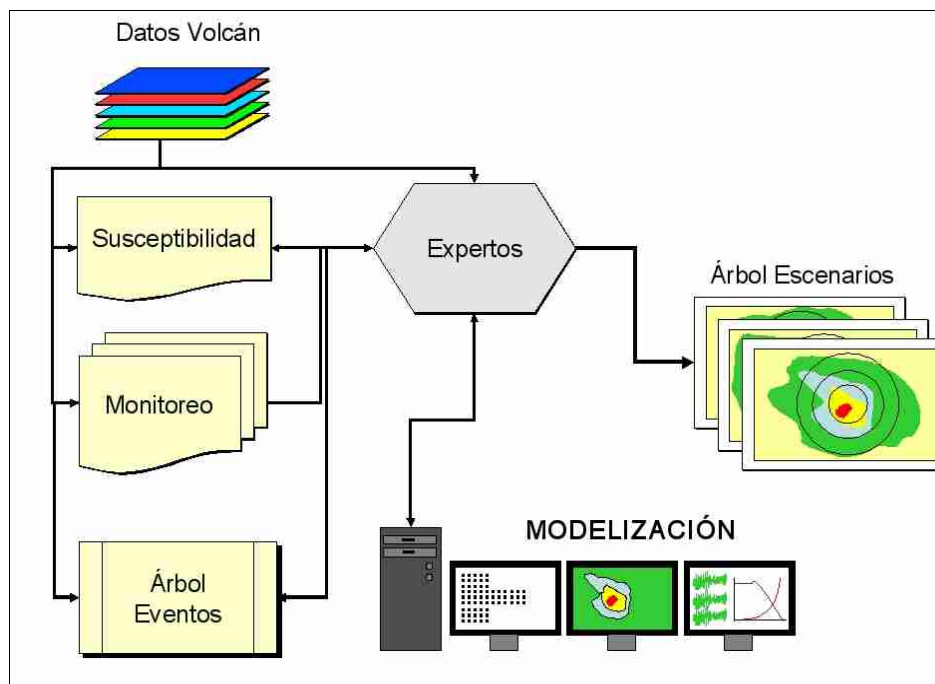 Datos Volcán
Susceptibilidad
Expertos
Árbol Escenarios
Monitoreo
MODELIZACIÓN
Árbol
Eventos